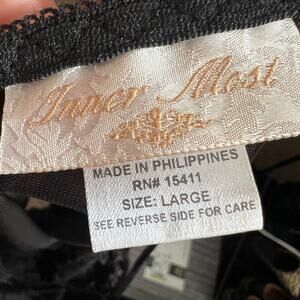 Inner Most
MADE IN PHILIPPINES
RN# 15411
SIZE: LARGE
SEE REVERSE SIDE FOR CARE